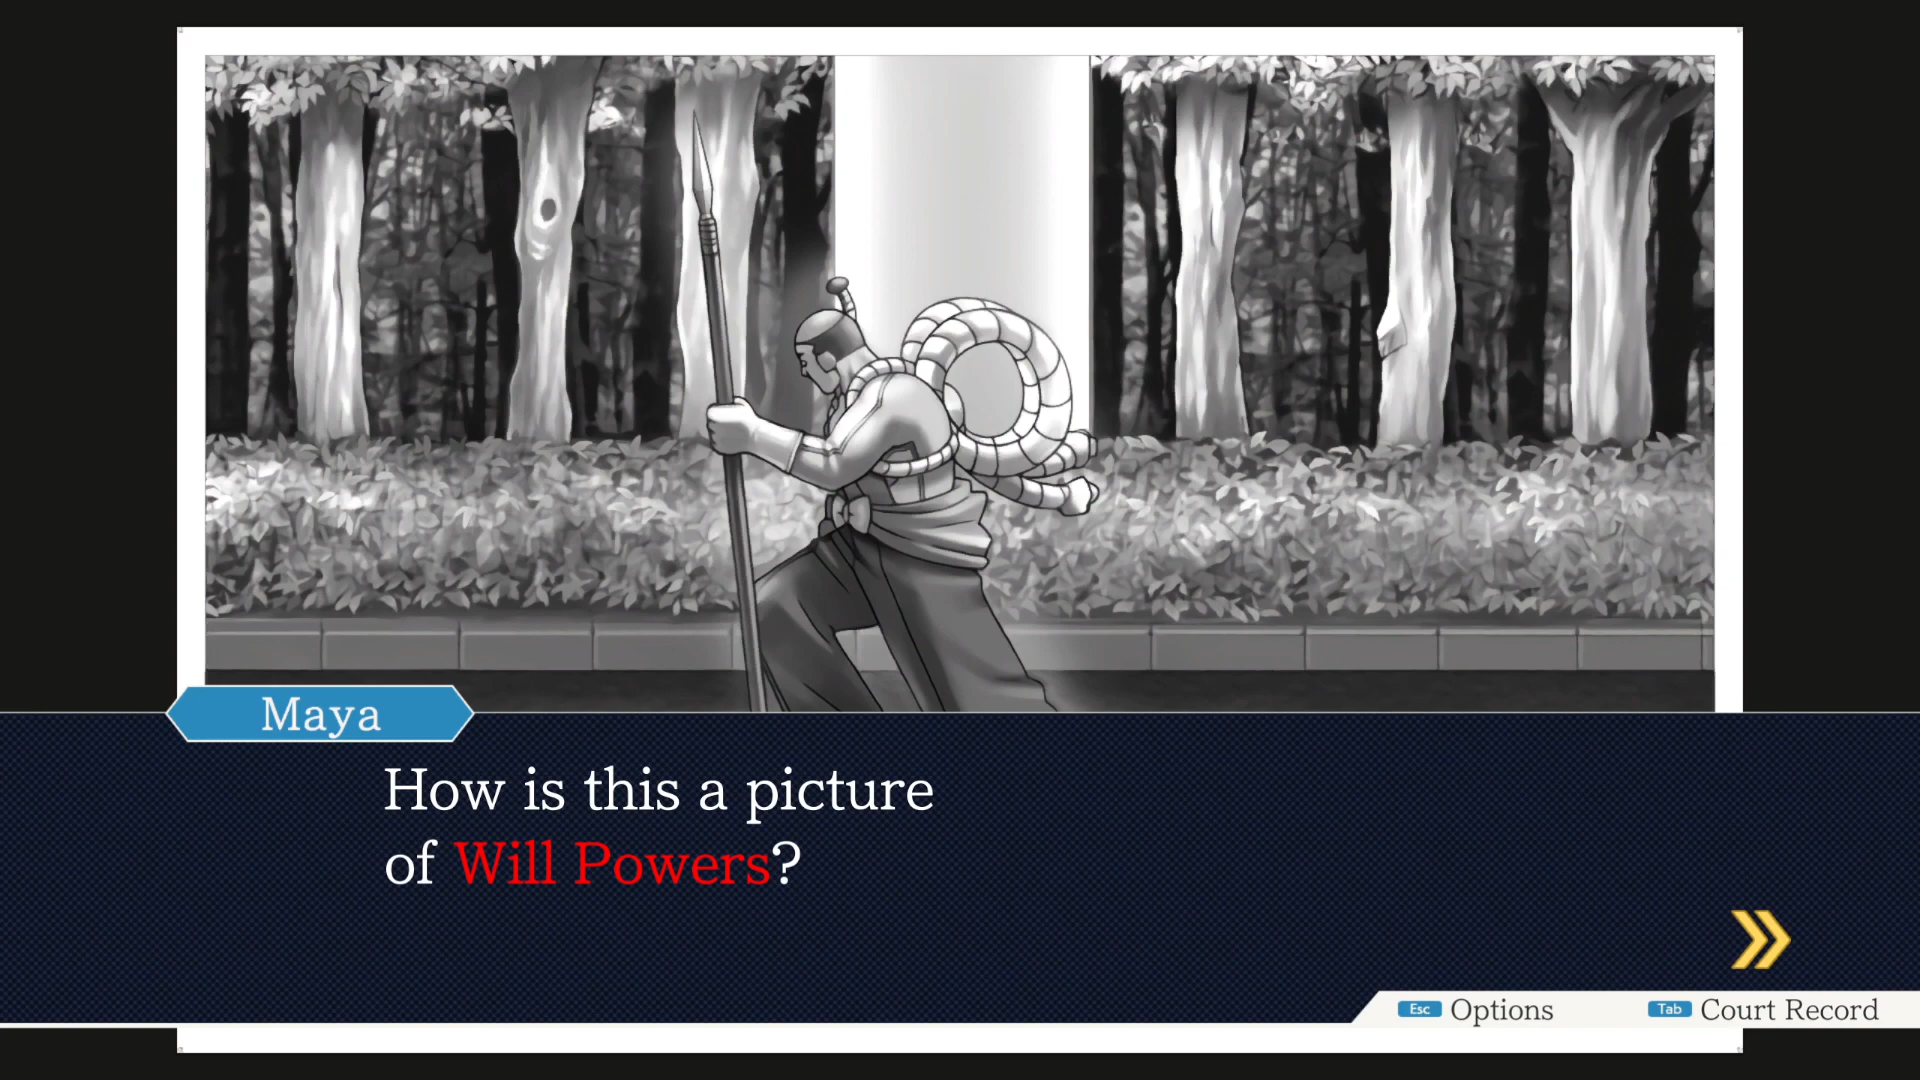 Maya
How is this a picture
of Will Powers?
Esc Options
Tab Court Record